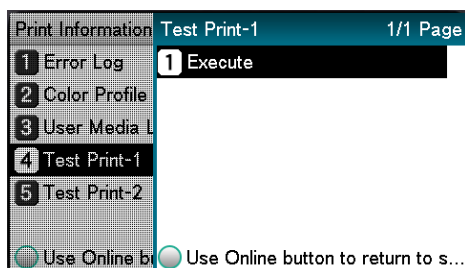 Print Information
1 Error Log
2 Color Profile
3 User Media L
4 Test Print-1
5 Test Print-2
Use Online b
Test Print-1 1/1 Page
1 Execute
Use Online button to return to s...